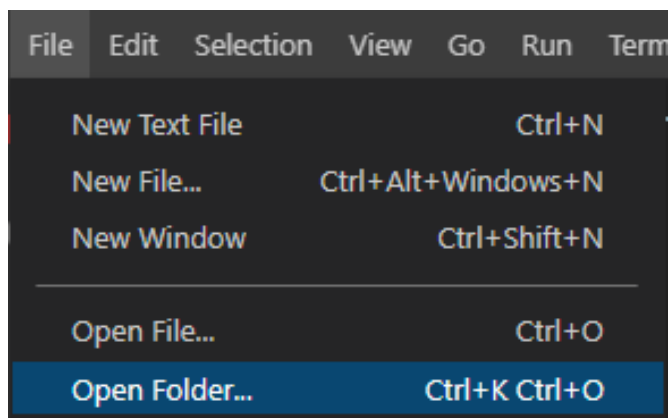 File Edit Selection View Go Run Term
New Text File Ctrl+N
New File... Ctrl+Alt+Windows+N
New Window Ctrl+Shift+N
Open File... Ctrl+O
Open Folder... Ctrl+K Ctrl+O